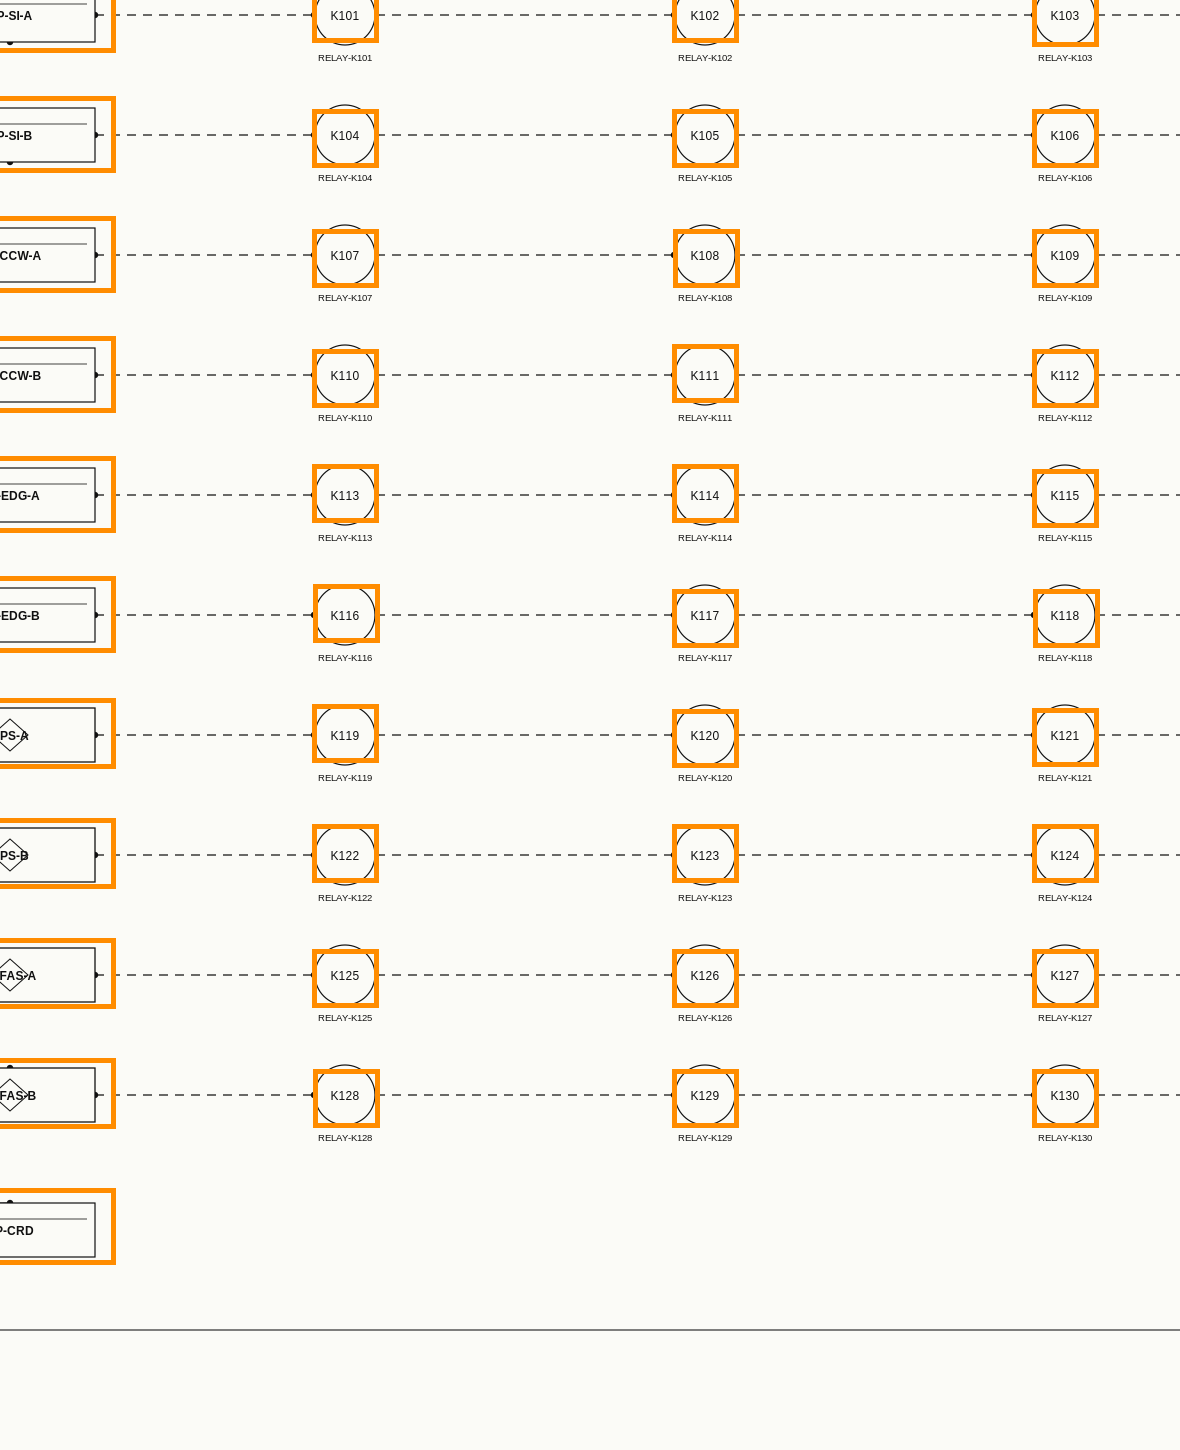 P-SI-A K101 K102 K103
RELAY-K101 RELAY-K102 RELAY-K103
P-SI-B K104 K105 K106
RELAY-K104 RELAY-K105 RELAY-K106
CCW-A K107 K108 K109
RELAY-K107 RELAY-K108 RELAY-K109
CCW-B K110 K111 K112
RELAY-K110 RELAY-K111 RELAY-K112
-EDG-A K113 K114 K115
RELAY-K113 RELAY-K114 RELAY-K115
-EDG-B K116 K117 K118
RELAY-K116 RELAY-K117 RELAY-K118
PS-A K119 K120 K121
RELAY-K119 RELAY-K120 RELAY-K121
PS-B K122 K123 K124
RELAY-K122 RELAY-K123 RELAY-K124
FAS-A K125 K126 K127
RELAY-K125 RELAY-K126 RELAY-K127
FAS-B K128 K129 K130
RELAY-K128 RELAY-K129 RELAY-K130
P-CRD